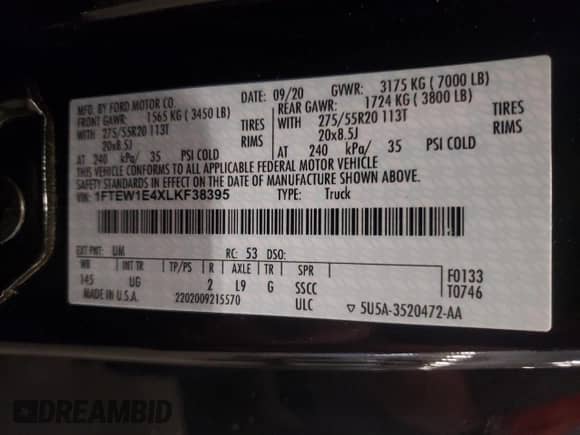 MFD. BY FORD MOTOR CO.
DATE: 09/20 GVWR: 3175 KG ( 7000 LB)
FRONT GAWR: 1565 KG ( 3450 LB)
REAR GAWR: 1724 KG ( 3800 LB)
WITH 275/55R20 113T TIRES
WITH 275/55R20 113T TIRES
20x8.5J RIMS
20x8.5J RIMS
AT 240 kPa/ 35 PSI COLD
AT 240 kPa/ 35 PSI COLD
THIS VEHICLE CONFORMS TO ALL APPLICABLE FEDERAL MOTOR VEHICLE
SAFETY STANDARDS IN EFFECT ON THE DATE OF MANUFACTURE SHOWN ABOVE.
VIN: 1FTEW1E4XLKF38395 TYPE: Truck
EXT PNT: UM RC: 53 DSO:
WB INT TR TP/PS R AXLE TR SPR
145 UG 2 L9 G SSCC
F0133
T0746
MADE IN U.S.A. 2202009215570 ULC
▽ 5U5A-3520472-AA
DREAMBID